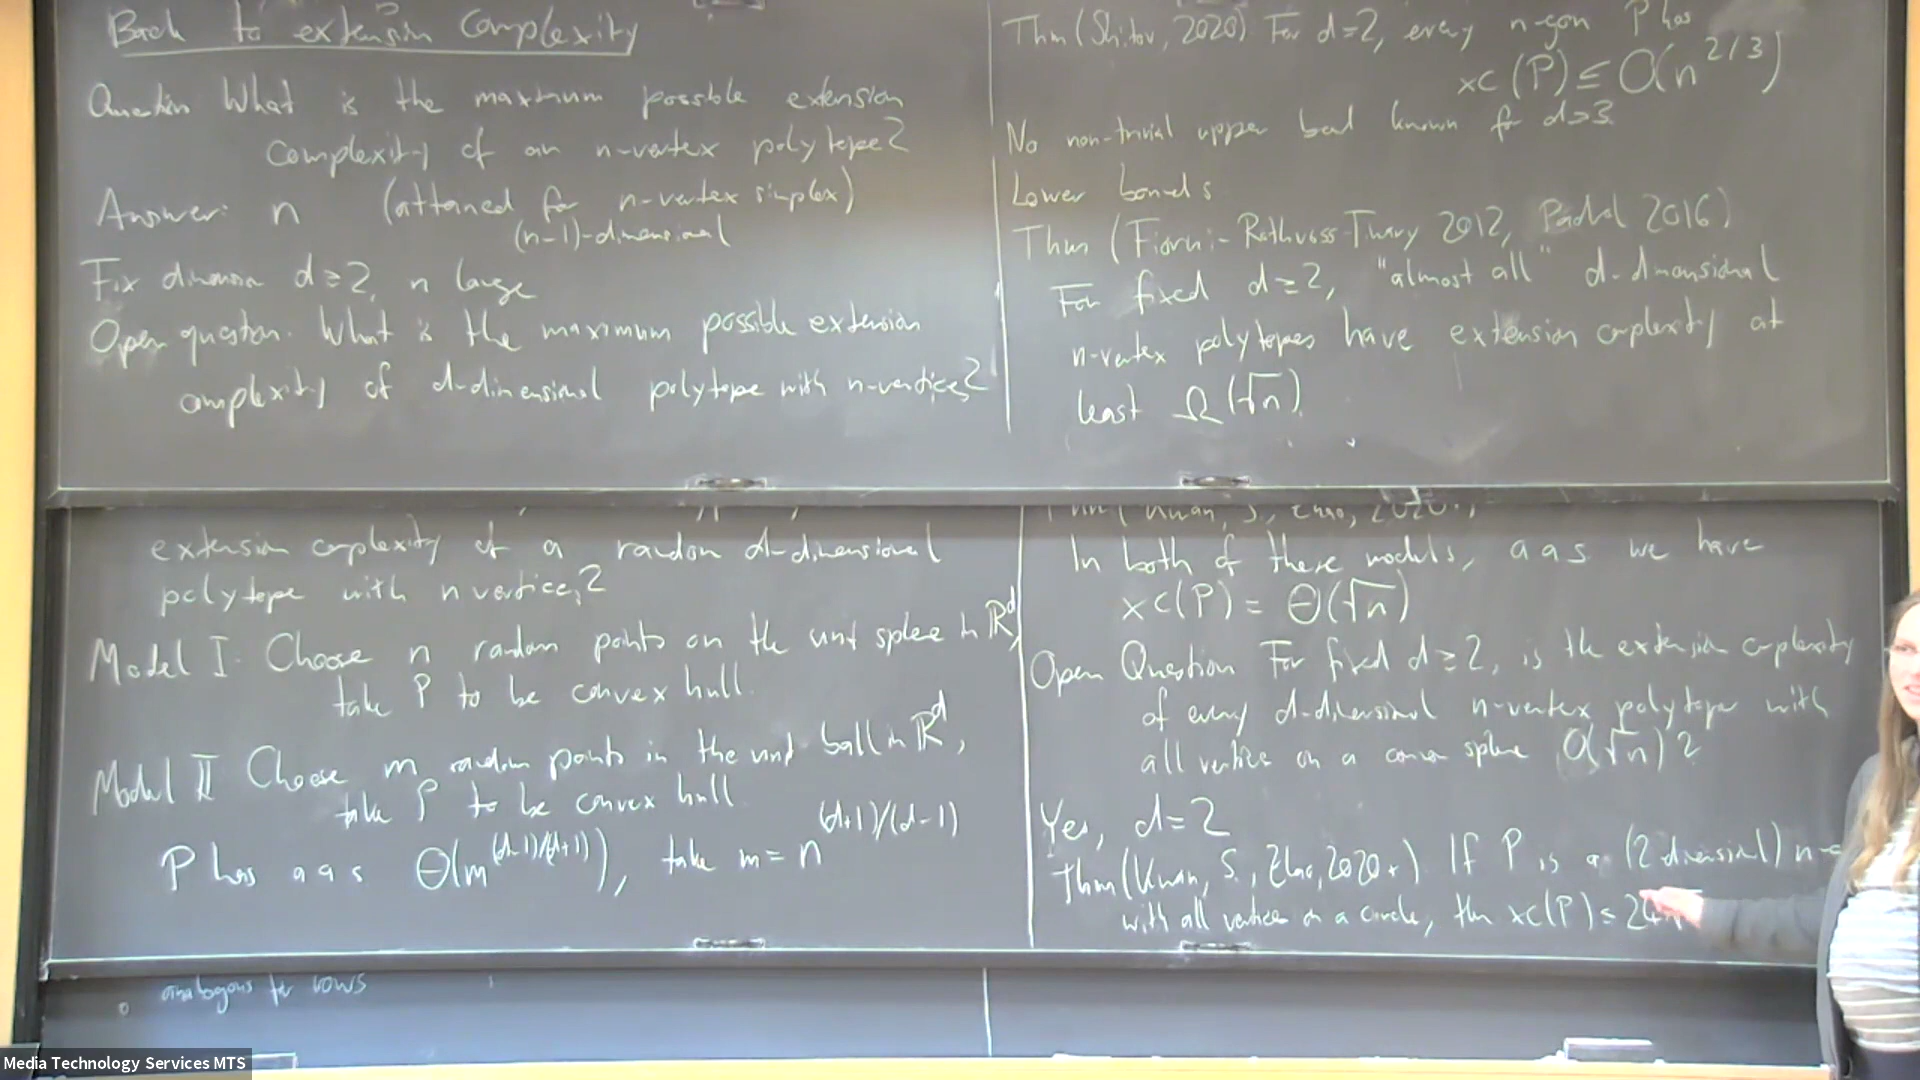 Back to extension complexity
Question What is the maximum possible extension
complexity of an n-vertex polytope?
Answer: n (attained for n-vertex simplex)
(n-1)-dimensional
Fix dimension d≥2, n large
Open question. What is the maximum possible extension
complexity of d-dimensional polytope with n-vertices?
Thm (Shitov, 2020) For d=2, every n-gon P has
xc(P) ≤ O(n^{2/3})
No non-trivial upper bound known for d≥3.
Lower bounds
Thm (Fiorini-Rothvoss-Tiwary 2012, Padrol 2016)
For fixed d≥2, "almost all" d-dimensional
n-vertex polytopes have extension complexity at
least Ω(√n).
extension complexity of a random d-dimensional
polytope with n vertices?
Model I. Choose n random points on the unit sphere in ℝ^d,
take P to be convex hull.
Model II Choose m random points in the unit ball in ℝ^d,
take P to be convex hull
P has a a s Θ(m^{(d-1)/(d+1)}), take m = n^{(d+1)/(d-1)}
Thm (Kwan, S., Zhao, 2020+)
In both of these models, a a s we have
xc(P) = Θ(√n)
Open Question For fixed d≥2, is the extension complexity
of every d-dimensional n-vertex polytope with
all vertices on a common sphere O(√n)?
Yes, d=2
Thm (Kwan, S., Zhao, 2020+). If P is a (2 dimensional) n-g
with all vertices on a circle, then xc(P) ≤ 24√
analogous for rows
Media Technology Services MTS